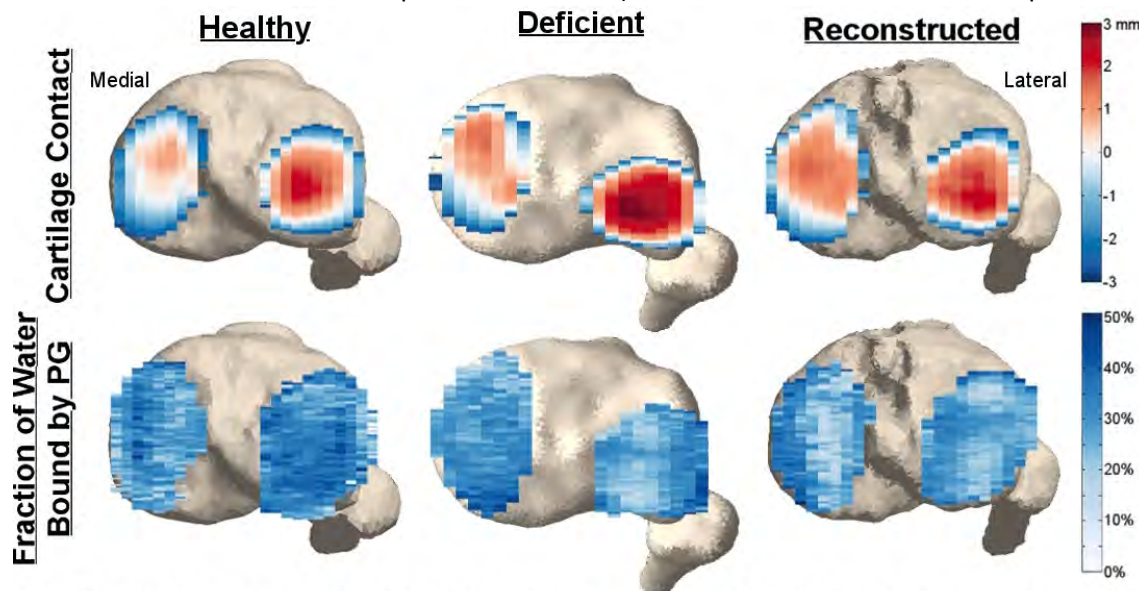 Healthy
Deficient
Reconstructed
Medial
Lateral
Cartilage Contact
3 mm
2
1
0
-1
-2
-3
Fraction of Water
Bound by PG
50%
40%
30%
20%
10%
0%